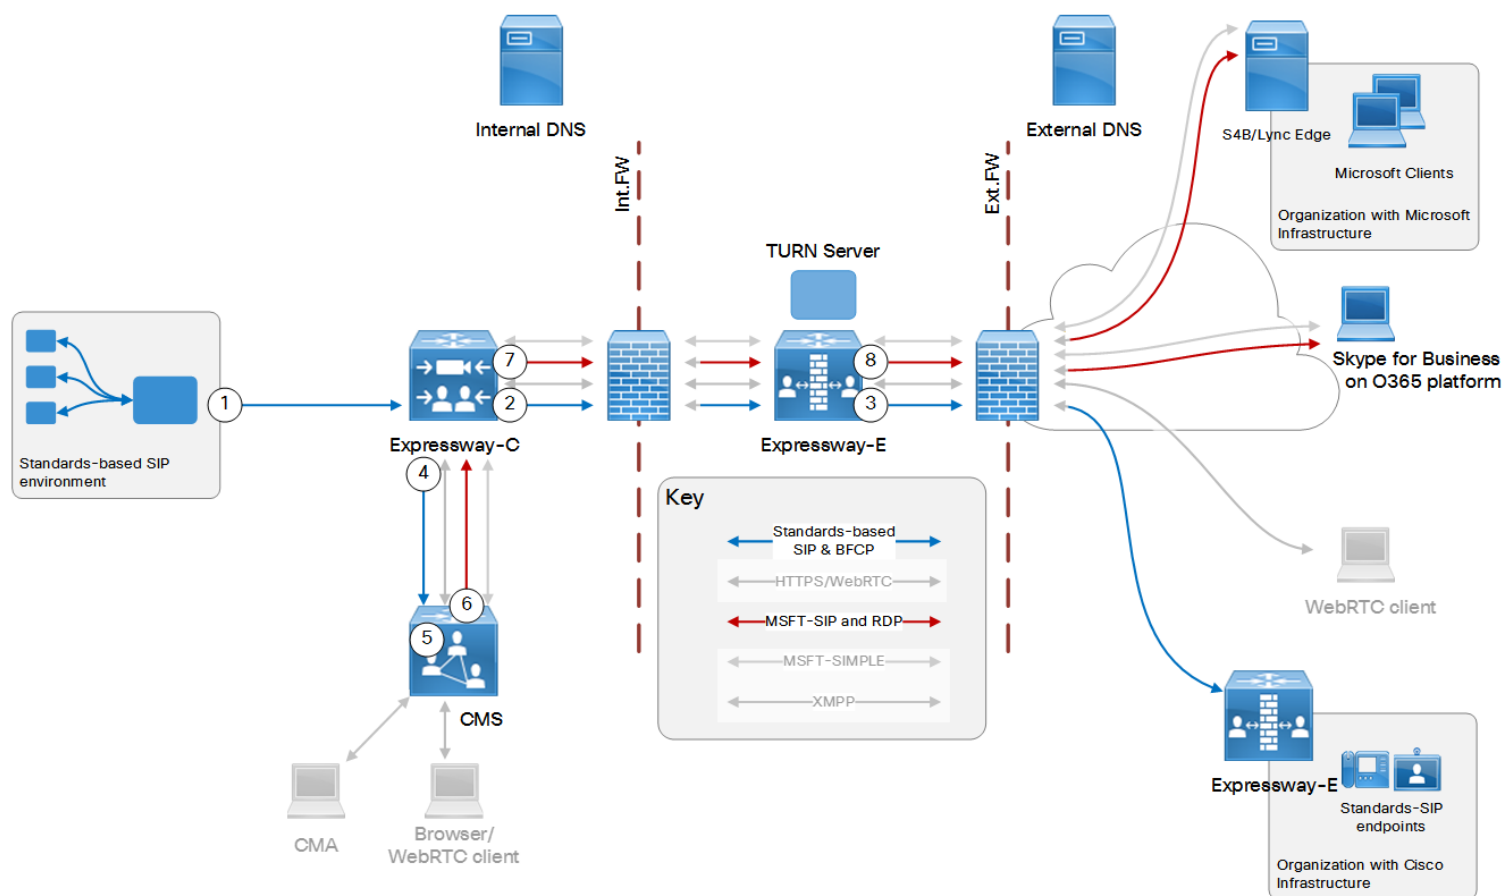 Internal DNS
External DNS
S4B/Lync Edge
Microsoft Clients
Organization with Microsoft
Infrastructure
Int.FW
Ext.FW
TURN Server
Skype for Business
on O365 platform
1
7
2
8
3
Standards-based SIP
environment
Expressway-C
Expressway-E
4
6
5
CMS
Key
Standards-based
SIP & BFCP
HTTPS/WebRTC
MSFT-SIP and RDP
MSFT-SIMPLE
XMPP
WebRTC client
CMA
Browser/
WebRTC client
Expressway-E
Standards-SIP
endpoints
Organization with Cisco
Infrastructure